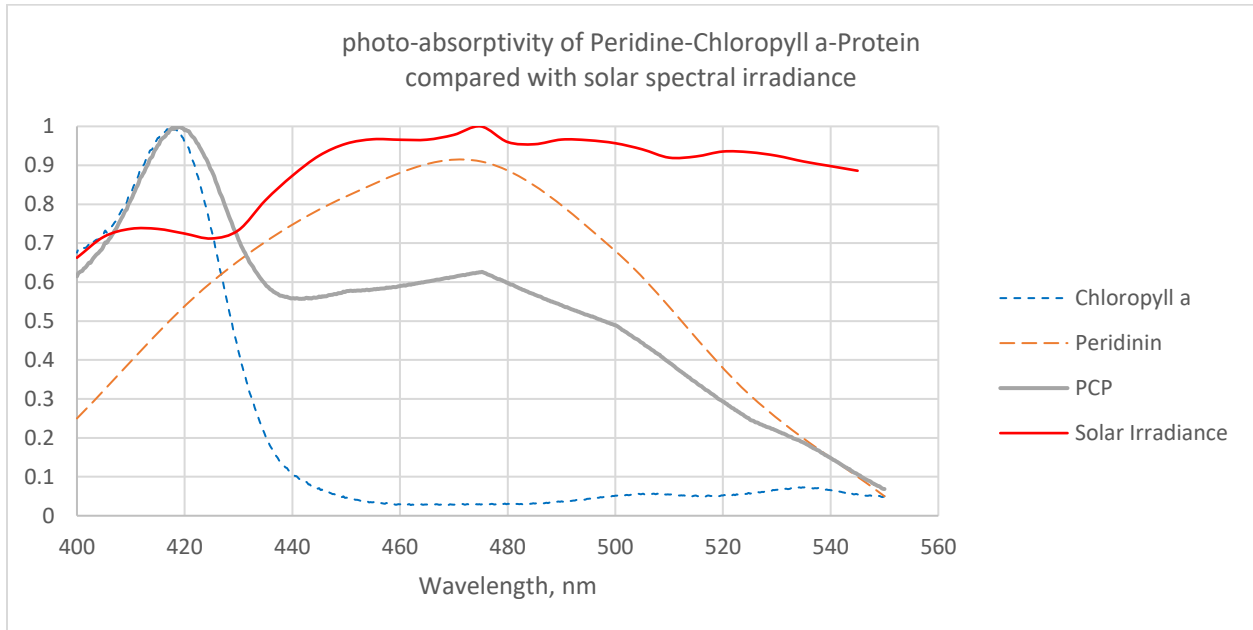 photo-absorptivity of Peridine-Chloropyll a-Protein
compared with solar spectral irradiance
1
0.9
0.8
0.7
0.6
0.5
0.4
0.3
0.2
0.1
0
400 420 440 460 480 500 520 540 560
Wavelength, nm
Chloropyll a
Peridinin
PCP
Solar Irradiance